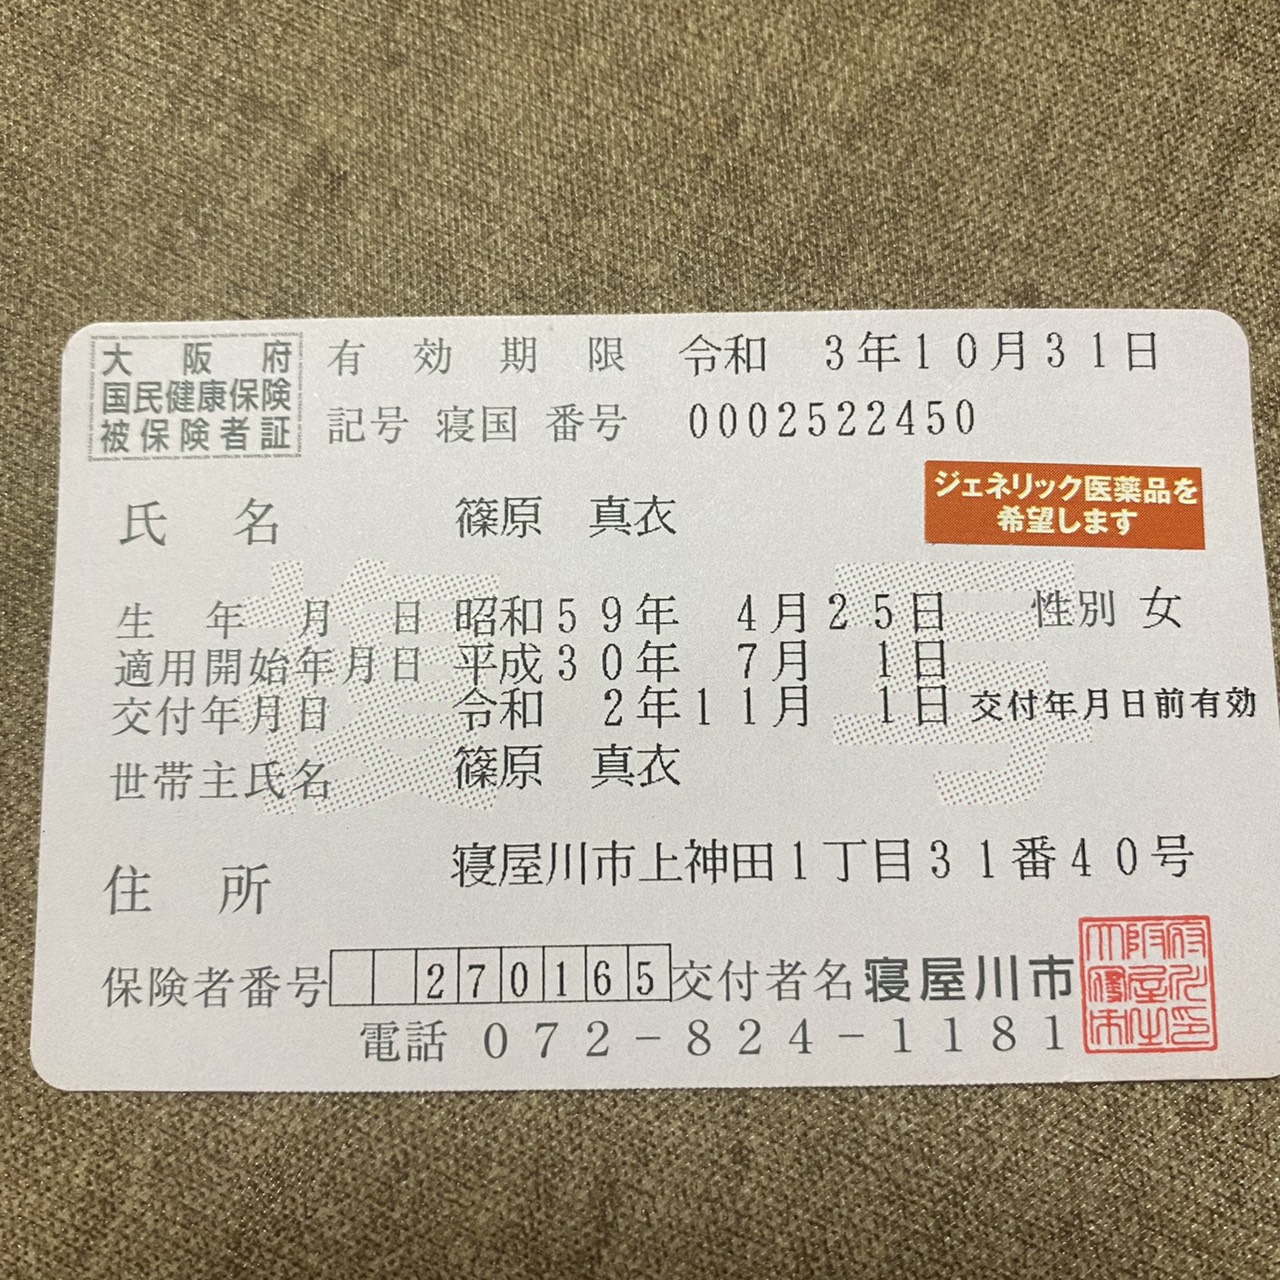 大阪府
国民健康保険
被保険者証
有効期限 令和 3年10月31日
記号 寝国 番号 0002522450
氏名 篠原 真衣
ジェネリック医薬品を
希望します
生年月日 昭和59年 4月25日 性別 女
適用開始年月日 平成30年 7月 1日
交付年月日 令和 2年11月 1日 交付年月日前有効
世帯主氏名 篠原 真衣
住所 寝屋川市上神田1丁目31番40号
保険者番号 270165 交付者名 寝屋川市
電話 072-824-1181
複写